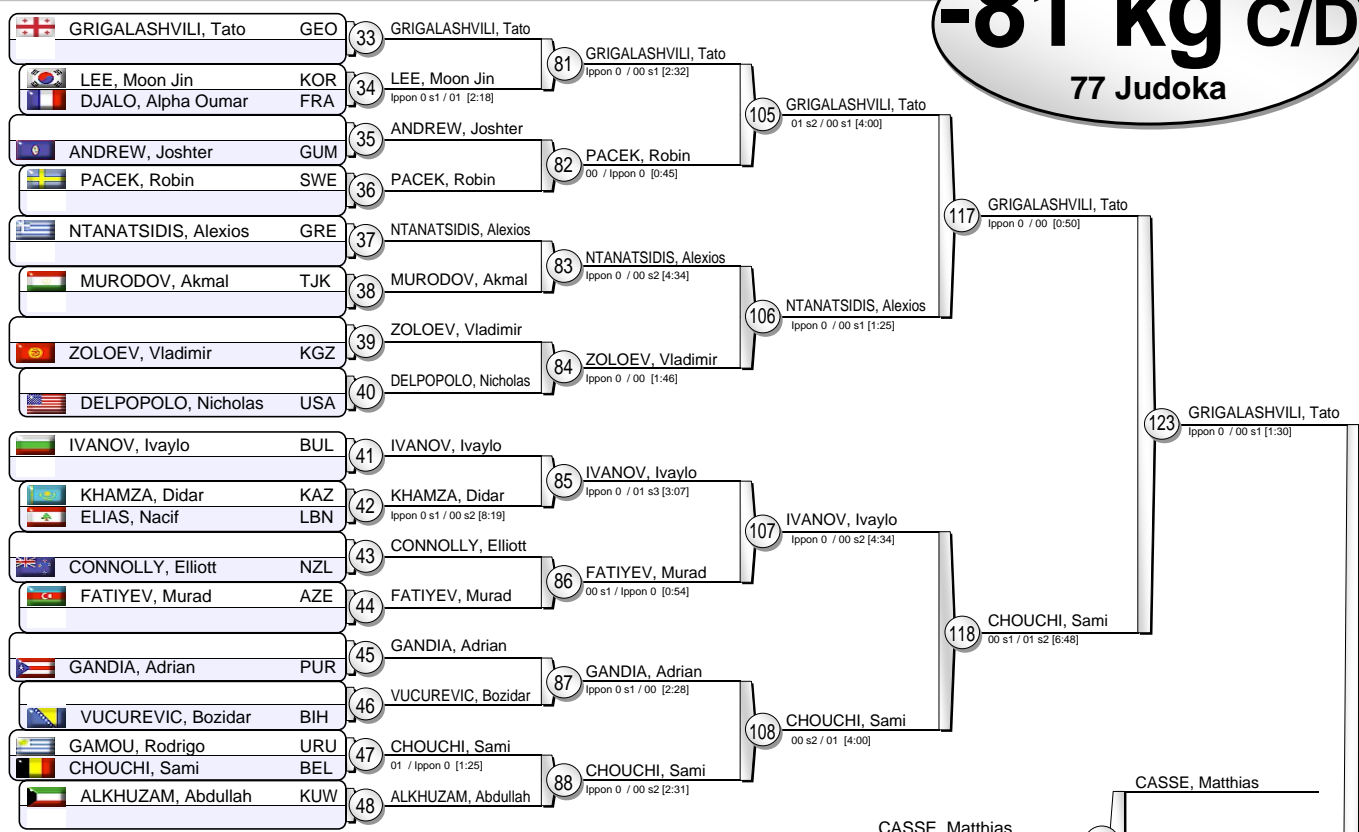 -81 kg C/D
77 Judoka
GRIGALASHVILI, Tato GEO
LEE, Moon Jin KOR
DJALO, Alpha Oumar FRA
ANDREW, Joshter GUM
PACEK, Robin SWE
NTANATSIDIS, Alexios GRE
MURODOV, Akmal TJK
ZOLOEV, Vladimir KGZ
DELPOPOLO, Nicholas USA
IVANOV, Ivaylo BUL
KHAMZA, Didar KAZ
ELIAS, Nacif LBN
CONNOLLY, Elliott NZL
FATIYEV, Murad AZE
GANDIA, Adrian PUR
VUCUREVIC, Bozidar BIH
GAMOU, Rodrigo URU
CHOUCHI, Sami BEL
ALKHUZAM, Abdullah KUW
33 GRIGALASHVILI, Tato
34 LEE, Moon Jin
Ippon 0 s1 / 01 [2:18]
35 ANDREW, Joshter
36 PACEK, Robin
37 NTANATSIDIS, Alexios
38 MURODOV, Akmal
39 ZOLOEV, Vladimir
40 DELPOPOLO, Nicholas
41 IVANOV, Ivaylo
42 KHAMZA, Didar
Ippon 0 s1 / 00 s2 [8:19]
43 CONNOLLY, Elliott
44 FATIYEV, Murad
45 GANDIA, Adrian
46 VUCUREVIC, Bozidar
47 CHOUCHI, Sami
01 / Ippon 0 [1:25]
48 ALKHUZAM, Abdullah
81 GRIGALASHVILI, Tato
Ippon 0 / 00 s1 [2:32]
82 PACEK, Robin
00 / Ippon 0 [0:45]
83 NTANATSIDIS, Alexios
Ippon 0 / 00 s2 [4:34]
84 ZOLOEV, Vladimir
Ippon 0 / 00 [1:46]
85 IVANOV, Ivaylo
Ippon 0 / 01 s3 [3:07]
86 FATIYEV, Murad
00 s1 / Ippon 0 [0:54]
87 GANDIA, Adrian
Ippon 0 s1 / 00 [2:28]
88 CHOUCHI, Sami
Ippon 0 / 00 s2 [2:31]
105 GRIGALASHVILI, Tato
01 s2 / 00 s1 [4:00]
106 NTANATSIDIS, Alexios
Ippon 0 / 00 s1 [1:25]
107 IVANOV, Ivaylo
Ippon 0 / 00 s2 [4:34]
108 CHOUCHI, Sami
00 s2 / 01 [4:00]
117 GRIGALASHVILI, Tato
Ippon 0 / 00 [0:50]
118 CHOUCHI, Sami
00 s1 / 01 s2 [6:48]
123 GRIGALASHVILI, Tato
Ippon 0 / 00 s1 [1:30]
CASSE, Matthias
CASSE, Matthias